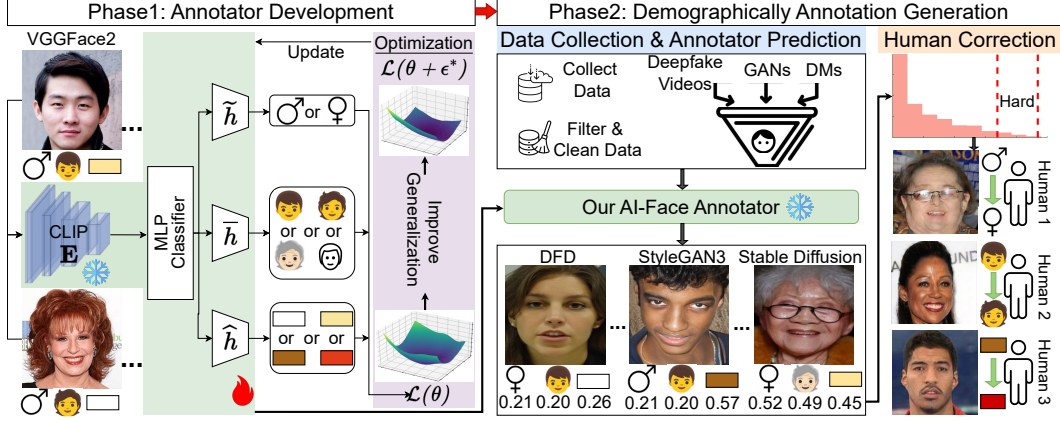 Phase1: Annotator Development
Phase2: Demographically Annotation Generation
VGGFace2
...
CLIP
E
...
MLP
Classifier
h̃
h̄
ĥ
Update
or
or or or
or or
Optimization
ℒ(θ + ϵ*)
Improve
Generalization
ℒ(θ)
Data Collection & Annotator Prediction
Collect
Data
Filter &
Clean Data
Deepfake
Videos
GANs
DMs
Our AI-Face Annotator
DFD
StyleGAN3
Stable Diffusion
...
...
0.21 0.20 0.26
0.21 0.20 0.57
0.52 0.49 0.45
Human Correction
Hard
Human 1
Human 2
Human 3